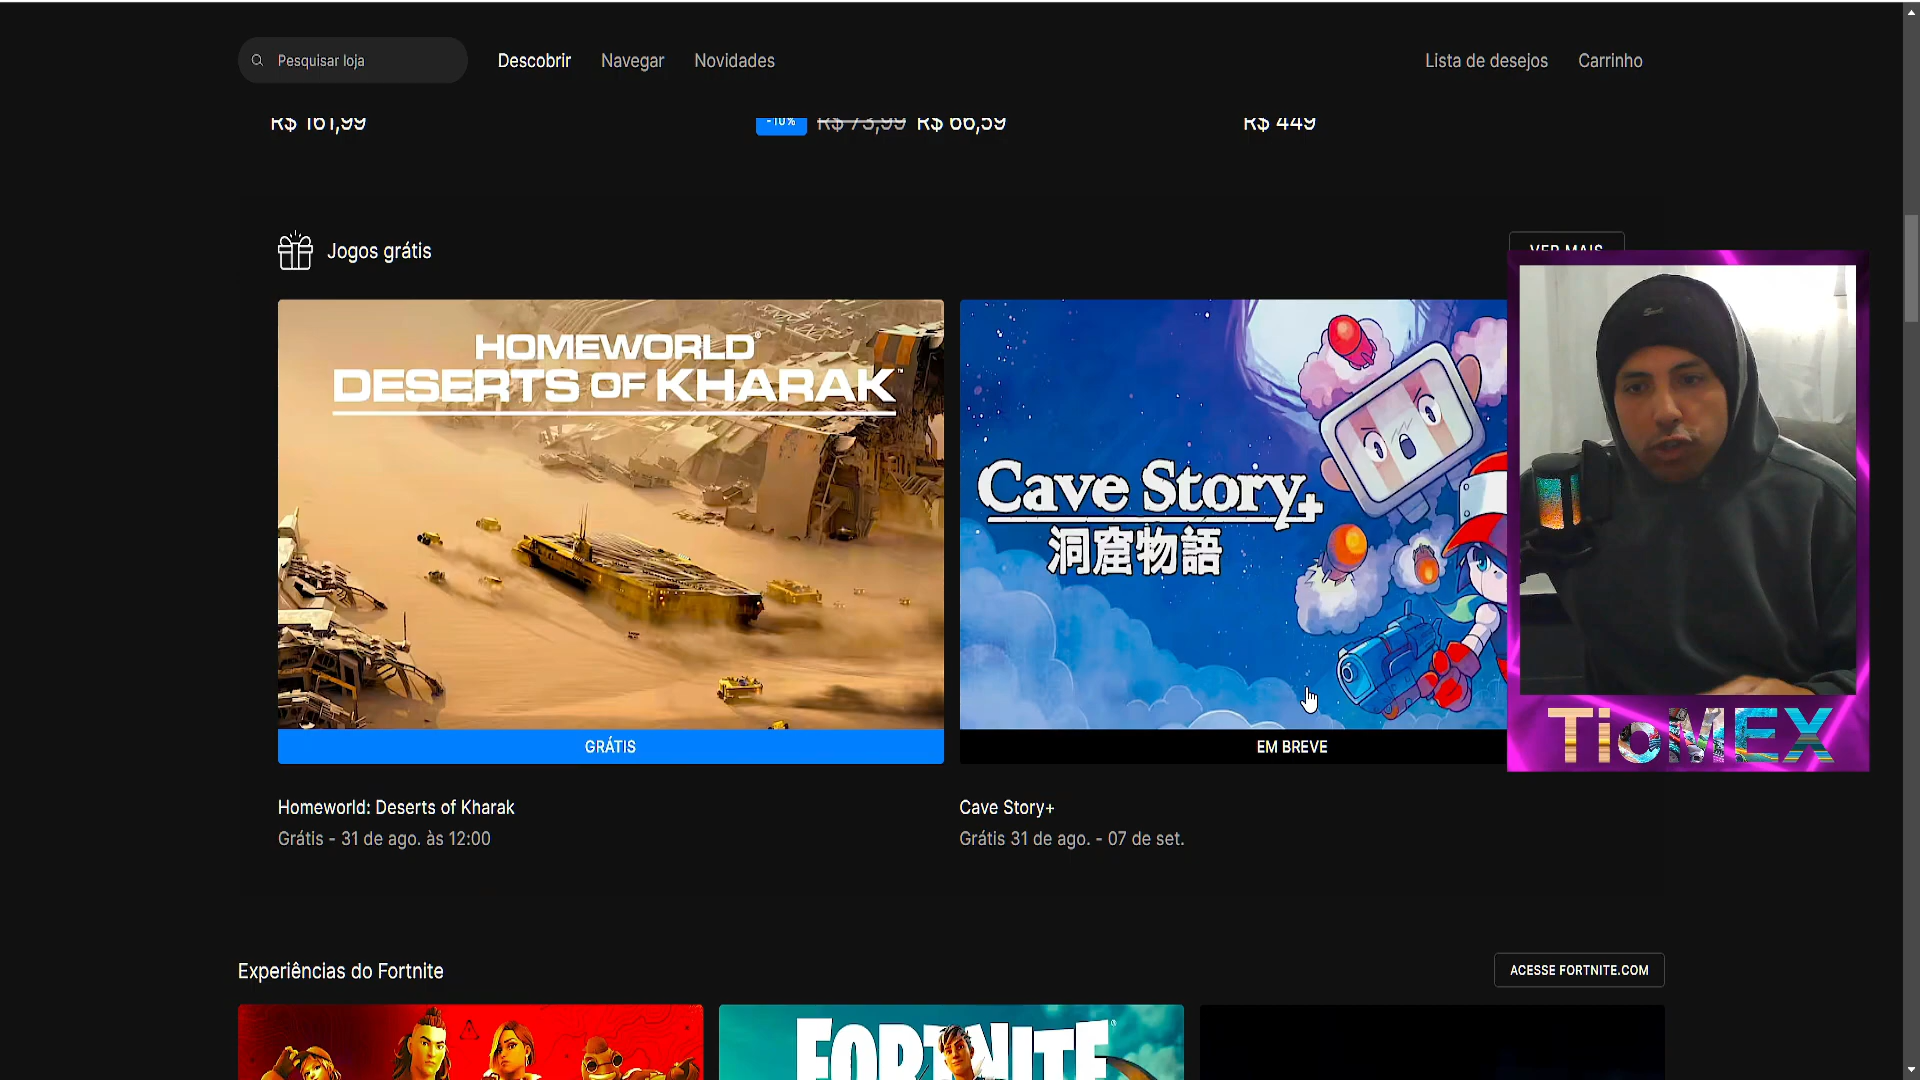 Pesquisar loja
Descobrir
Navegar
Novidades
Lista de desejos
Carrinho
R$ 161,99
-10% R$ 73,99 R$ 66,59
R$ 449
Jogos grátis
VER MAIS
HOMEWORLD®
DESERTS OF KHARAK™
GRÁTIS
Homeworld: Deserts of Kharak
Grátis - 31 de ago. às 12:00
Cave Story+
洞窟物語
EM BREVE
Cave Story+
Grátis 31 de ago. - 07 de set.
TioMEX
Experiências do Fortnite
ACESSE FORTNITE.COM
FORTNITE